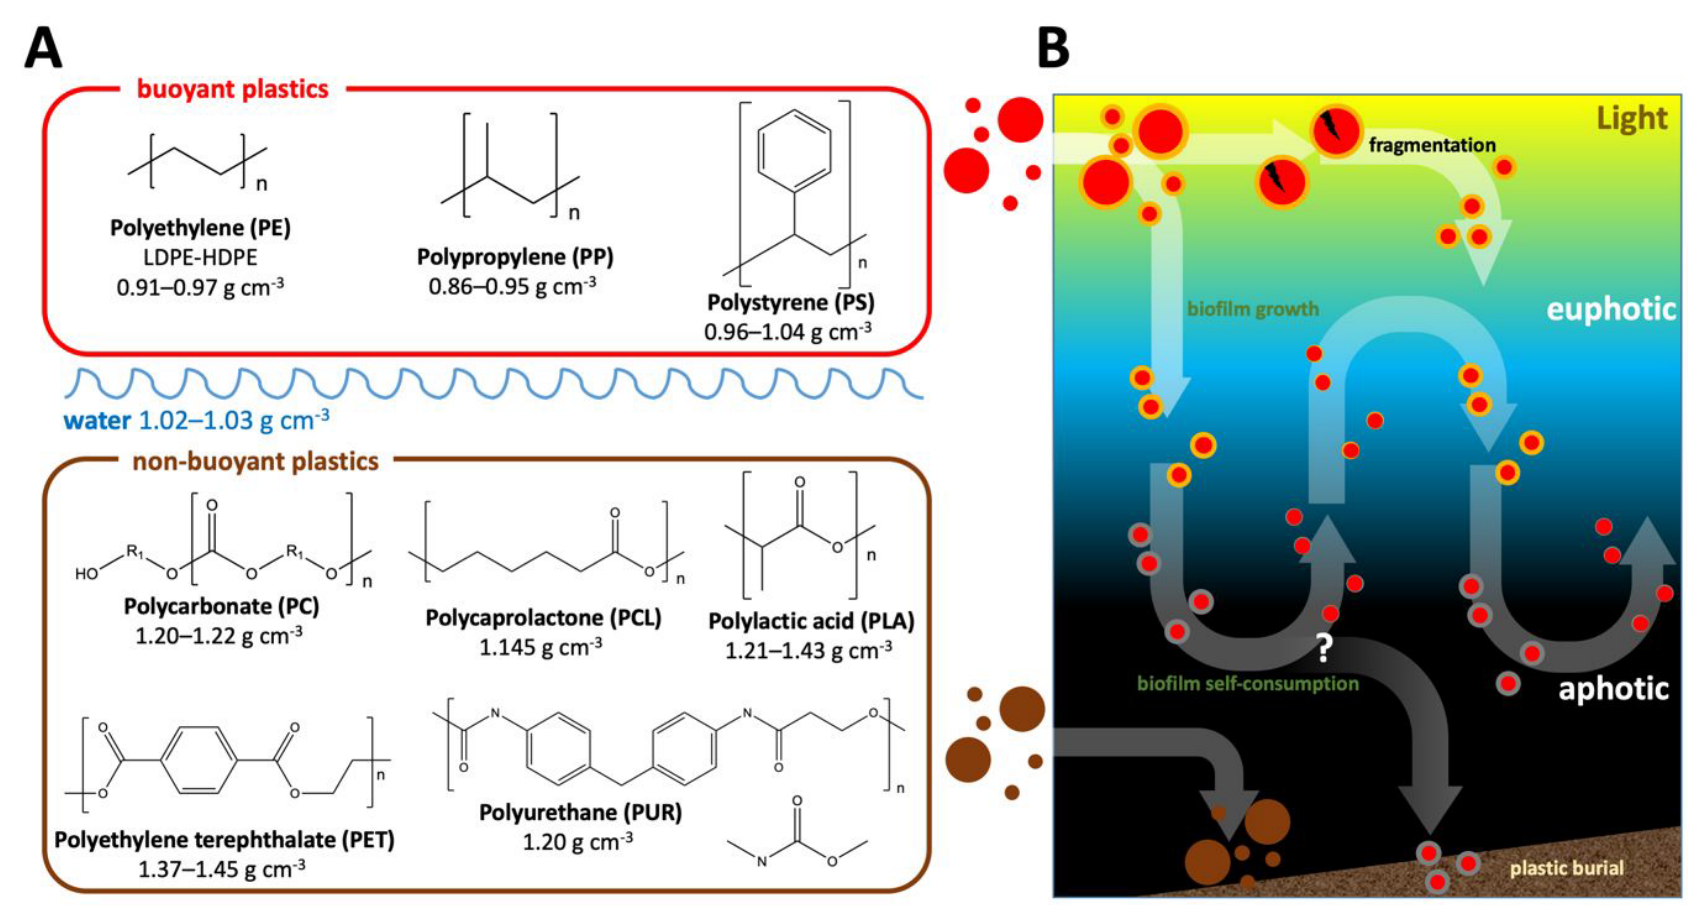 A
buoyant plastics
n
Polyethylene (PE)
LDPE-HDPE
0.91–0.97 g cm⁻³
n
Polypropylene (PP)
0.86–0.95 g cm⁻³
n
Polystyrene (PS)
0.96–1.04 g cm⁻³
water 1.02–1.03 g cm⁻³
non-buoyant plastics
HO
R₁
O
O
O
R₁
O
n
Polycarbonate (PC)
1.20–1.22 g cm⁻³
O
O
n
Polycaprolactone (PCL)
1.145 g cm⁻³
O
O
n
Polylactic acid (PLA)
1.21–1.43 g cm⁻³
O
O
O
O
n
Polyethylene terephthalate (PET)
1.37–1.45 g cm⁻³
O
N
N
O
O
n
Polyurethane (PUR)
1.20 g cm⁻³
O
N
O
B
Light
fragmentation
biofilm growth
euphotic
?
biofilm self-consumption
aphotic
plastic burial